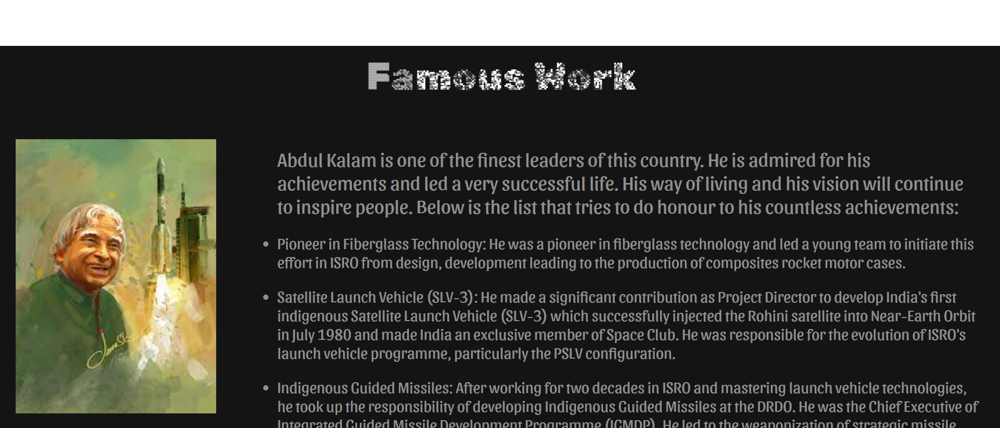 Famous Work
Abdul Kalam is one of the finest leaders of this country. He is admired for his
achievements and led a very successful life. His way of living and his vision will continue
to inspire people. Below is the list that tries to do honour to his countless achievements:
• Pioneer in Fiberglass Technology: He was a pioneer in fiberglass technology and led a young team to initiate this
effort in ISRO from design, development leading to the production of composites rocket motor cases.
• Satellite Launch Vehicle (SLV-3): He made a significant contribution as Project Director to develop India's first
indigenous Satellite Launch Vehicle (SLV-3) which successfully injected the Rohini satellite into Near-Earth Orbit
in July 1980 and made India an exclusive member of Space Club. He was responsible for the evolution of ISRO's
launch vehicle programme, particularly the PSLV configuration.
• Indigenous Guided Missiles: After working for two decades in ISRO and mastering launch vehicle technologies,
he took up the responsibility of developing Indigenous Guided Missiles at the DRDO. He was the Chief Executive of
Integrated Guided Missile Development Programme (IGMDP). He led to the weaponization of strategic missile